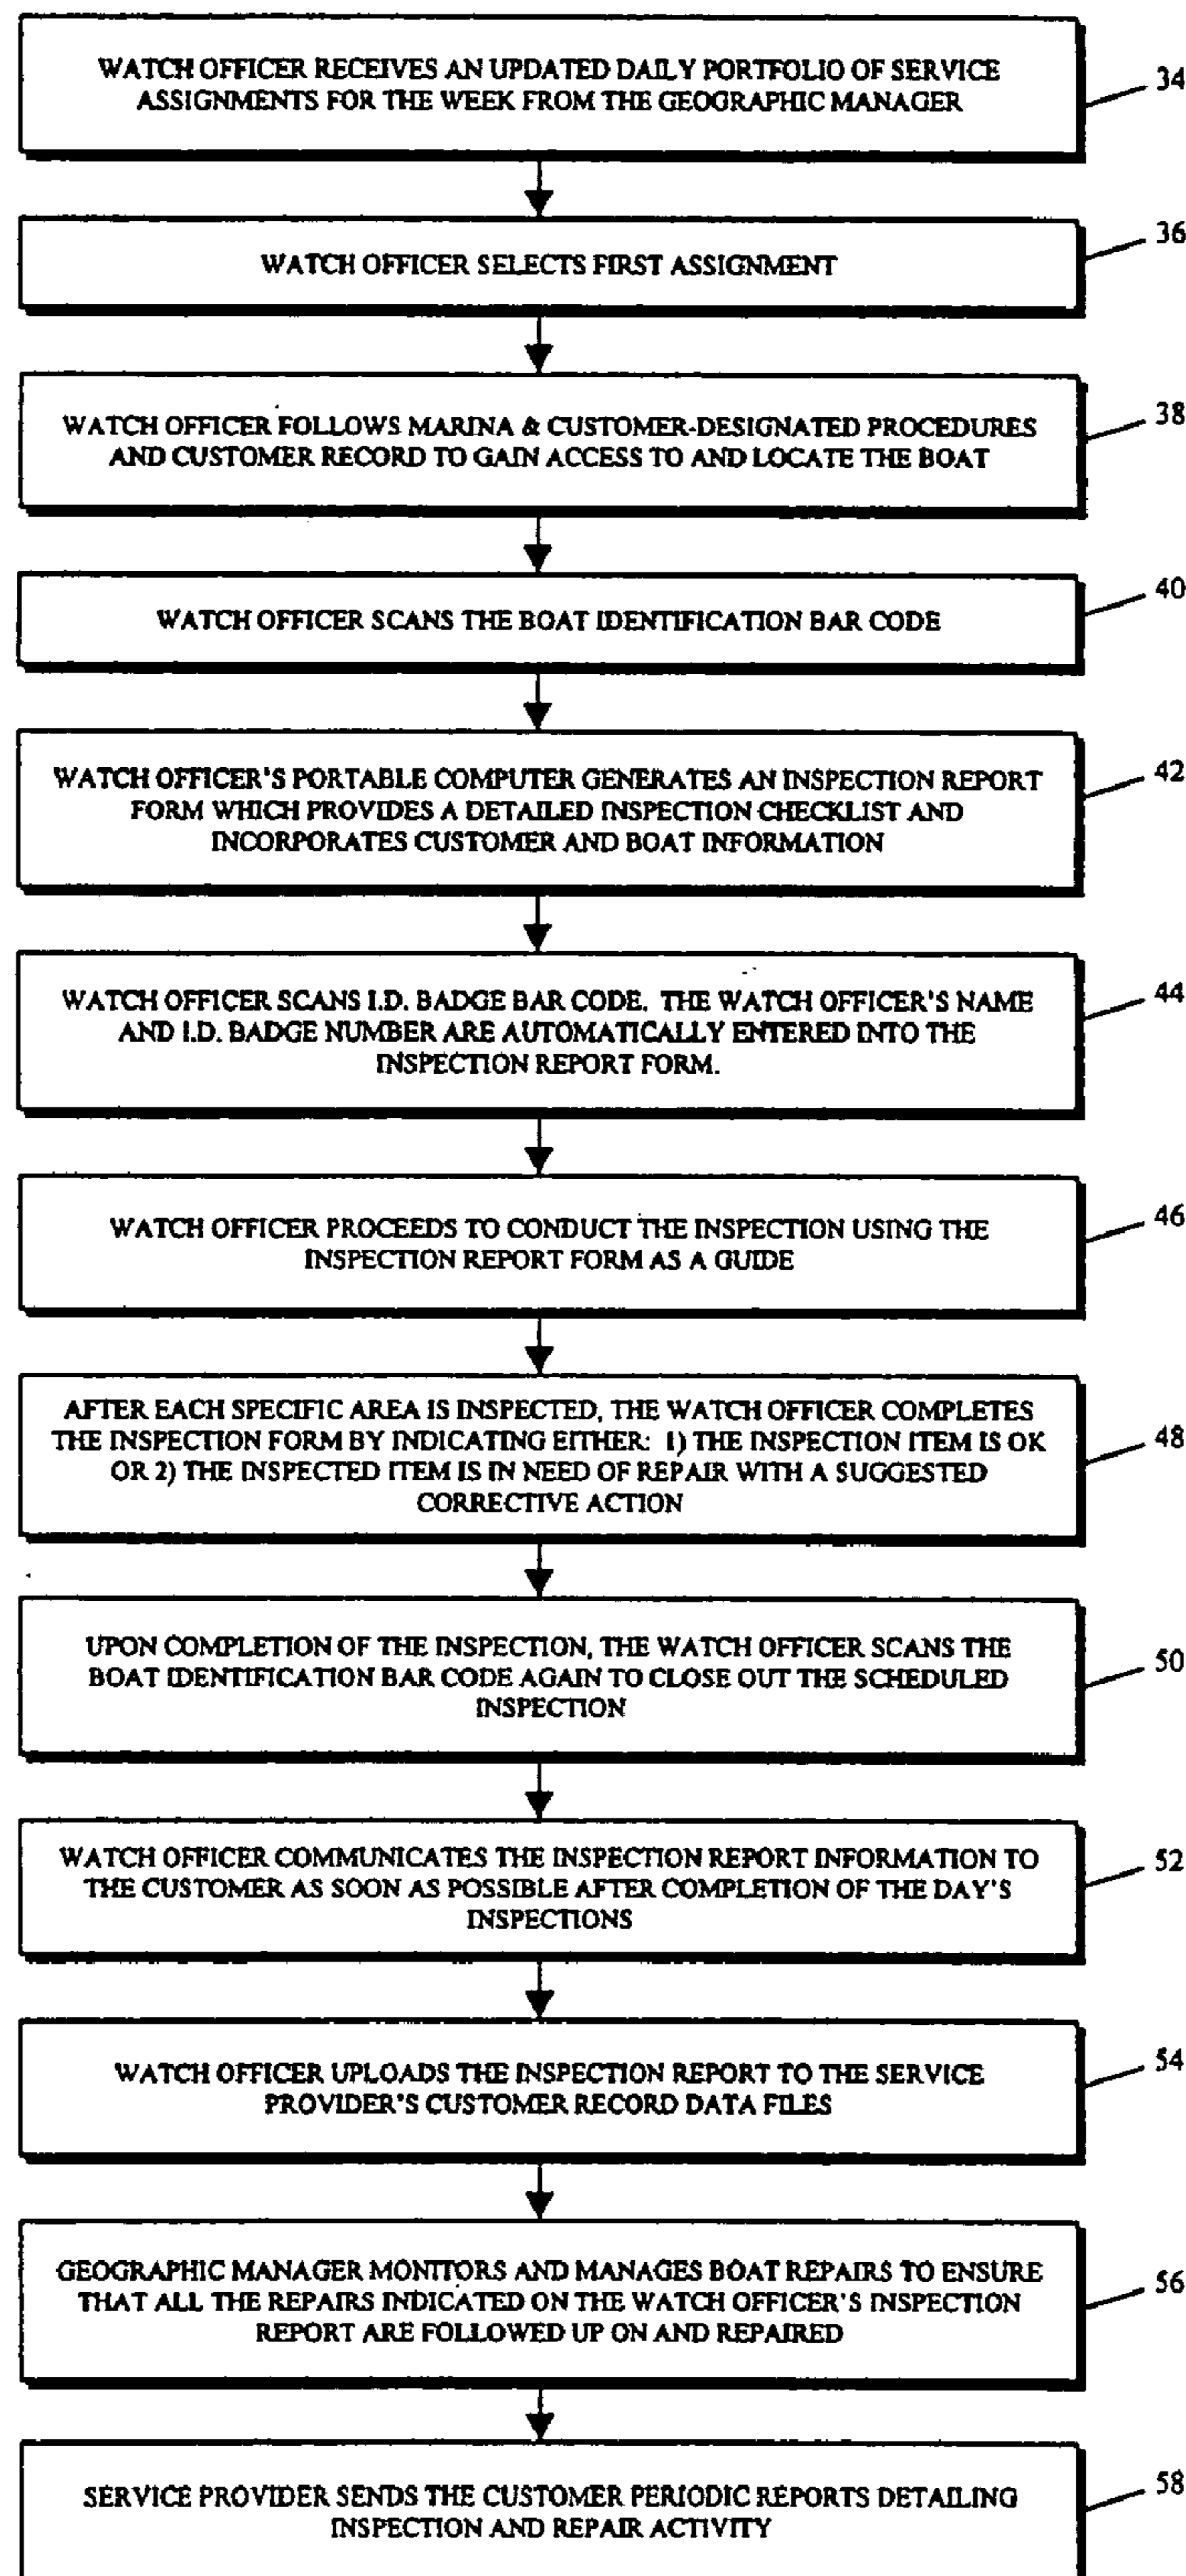 WATCH OFFICER RECEIVES AN UPDATED DAILY PORTFOLIO OF SERVICE
ASSIGNMENTS FOR THE WEEK FROM THE GEOGRAPHIC MANAGER
34
WATCH OFFICER SELECTS FIRST ASSIGNMENT
36
WATCH OFFICER FOLLOWS MARINA & CUSTOMER-DESIGNATED PROCEDURES
AND CUSTOMER RECORD TO GAIN ACCESS TO AND LOCATE THE BOAT
38
WATCH OFFICER SCANS THE BOAT IDENTIFICATION BAR CODE
40
WATCH OFFICER'S PORTABLE COMPUTER GENERATES AN INSPECTION REPORT
FORM WHICH PROVIDES A DETAILED INSPECTION CHECKLIST AND
INCORPORATES CUSTOMER AND BOAT INFORMATION
42
WATCH OFFICER SCANS I.D. BADGE BAR CODE. THE WATCH OFFICER'S NAME
AND I.D. BADGE NUMBER ARE AUTOMATICALLY ENTERED INTO THE
INSPECTION REPORT FORM.
44
WATCH OFFICER PROCEEDS TO CONDUCT THE INSPECTION USING THE
INSPECTION REPORT FORM AS A GUIDE
46
AFTER EACH SPECIFIC AREA IS INSPECTED, THE WATCH OFFICER COMPLETES
THE INSPECTION FORM BY INDICATING EITHER: 1) THE INSPECTION ITEM IS OK
OR 2) THE INSPECTED ITEM IS IN NEED OF REPAIR WITH A SUGGESTED
CORRECTIVE ACTION
48
UPON COMPLETION OF THE INSPECTION, THE WATCH OFFICER SCANS THE
BOAT IDENTIFICATION BAR CODE AGAIN TO CLOSE OUT THE SCHEDULED
INSPECTION
50
WATCH OFFICER COMMUNICATES THE INSPECTION REPORT INFORMATION TO
THE CUSTOMER AS SOON AS POSSIBLE AFTER COMPLETION OF THE DAY'S
INSPECTIONS
52
WATCH OFFICER UPLOADS THE INSPECTION REPORT TO THE SERVICE
PROVIDER'S CUSTOMER RECORD DATA FILES
54
GEOGRAPHIC MANAGER MONITORS AND MANAGES BOAT REPAIRS TO ENSURE
THAT ALL THE REPAIRS INDICATED ON THE WATCH OFFICER'S INSPECTION
REPORT ARE FOLLOWED UP ON AND REPAIRED
56
SERVICE PROVIDER SENDS THE CUSTOMER PERIODIC REPORTS DETAILING
INSPECTION AND REPAIR ACTIVITY
58